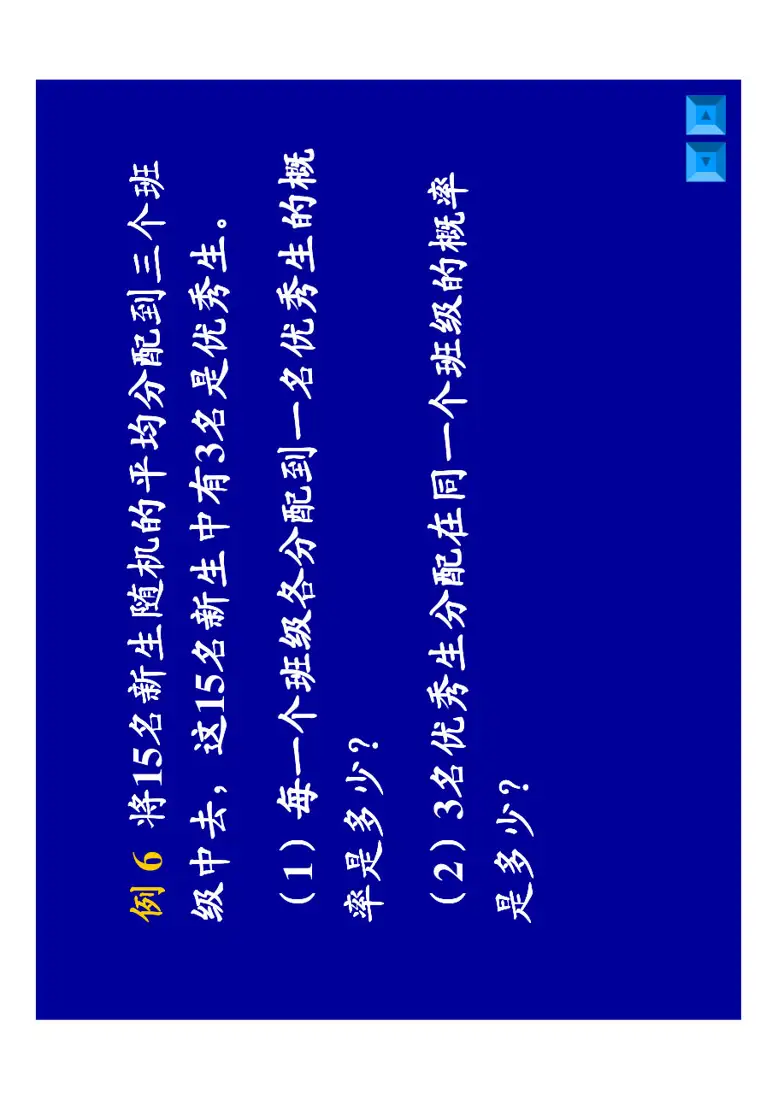 例 6 将15名新生随机的平均分配到三个班
级中去，这15名新生中有3名是优秀生。
（1）每一个班级各分配到一名优秀生的概
率是多少？
（2）3名优秀生分配在同一个班级的概率
是多少？